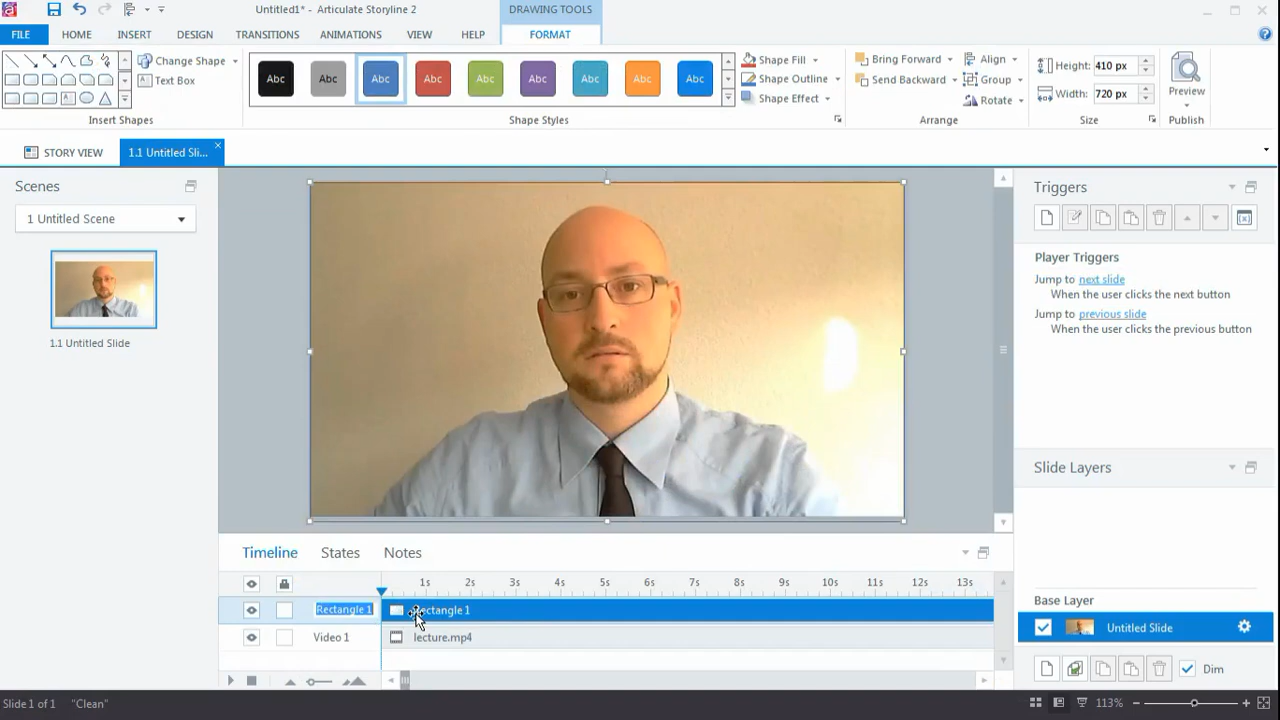 Untitled1* - Articulate Storyline 2
DRAWING TOOLS
FILE HOME INSERT DESIGN TRANSITIONS ANIMATIONS VIEW HELP FORMAT
Change Shape
Text Box
Insert Shapes
Abc Abc Abc Abc Abc Abc Abc Abc Abc
Shape Styles
Shape Fill
Shape Outline
Shape Effect
Bring Forward Align
Send Backward Group
Rotate
Arrange
Height: 410 px
Width: 720 px
Size
Preview
Publish
STORY VIEW 1.1 Untitled Sli...
Scenes
1 Untitled Scene
1.1 Untitled Slide
Triggers
Player Triggers
Jump to next slide
When the user clicks the next button
Jump to previous slide
When the user clicks the previous button
Slide Layers
Base Layer
Untitled Slide
Dim
Timeline States Notes
1s 2s 3s 4s 5s 6s 7s 8s 9s 10s 11s 12s 13s
Rectangle 1 Rectangle 1
Video 1 lecture.mp4
Slide 1 of 1 "Clean" 113%